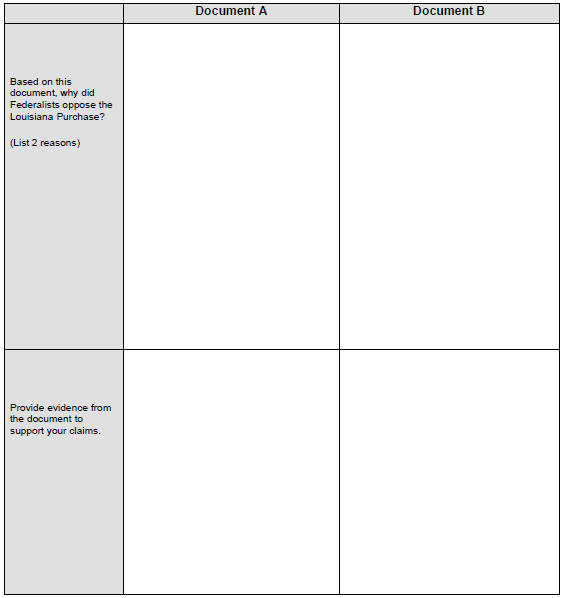 Document A
Document B
Based on this
document, why did
Federalists oppose the
Louisiana Purchase?
(List 2 reasons)
Provide evidence from
the document to
support your claims.